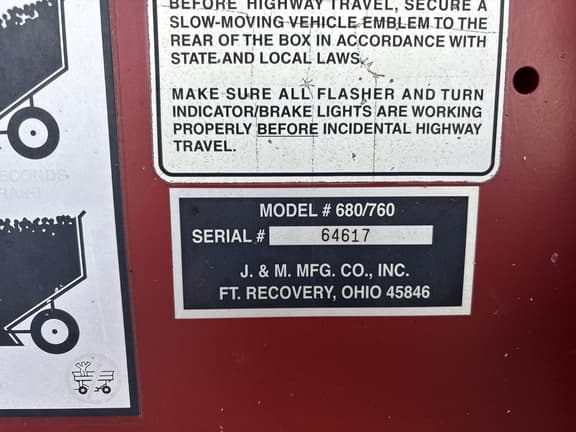 BEFORE HIGHWAY TRAVEL, SECURE A
SLOW-MOVING VEHICLE EMBLEM TO THE
REAR OF THE BOX IN ACCORDANCE WITH
STATE AND LOCAL LAWS.
MAKE SURE ALL FLASHER AND TURN
INDICATOR/BRAKE LIGHTS ARE WORKING
PROPERLY BEFORE INCIDENTAL HIGHWAY
TRAVEL.
MODEL # 680/760
SERIAL # 64617
J. & M. MFG. CO., INC.
FT. RECOVERY, OHIO 45846